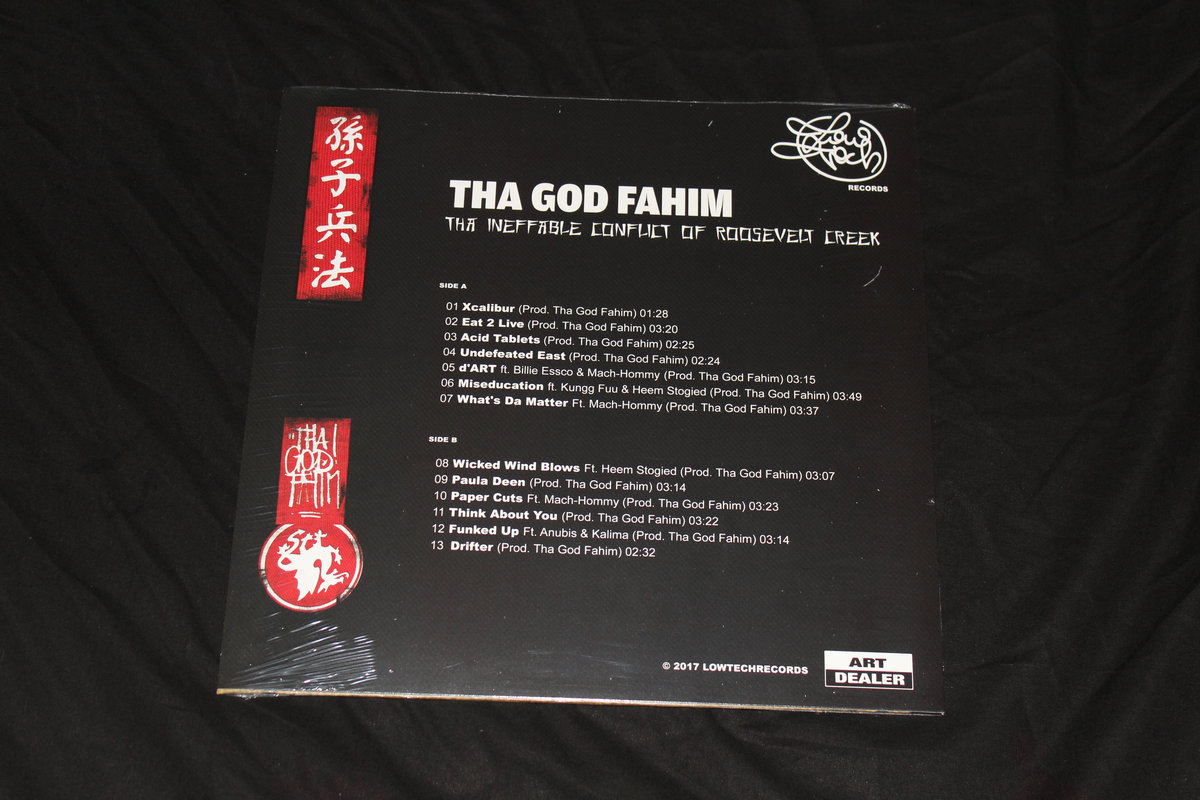 孫子兵法
Lowtech
RECORDS
THA GOD FAHIM
THA INEFFABLE CONFLICT OF ROOSEVELT CREEK
SIDE A
01 Xcalibur (Prod. Tha God Fahim) 01:28
02 Eat 2 Live (Prod. Tha God Fahim) 03:20
03 Acid Tablets (Prod. Tha God Fahim) 02:25
04 Undefeated East (Prod. Tha God Fahim) 02:24
05 d'ART ft. Billie Essco & Mach-Hommy (Prod. Tha God Fahim) 03:15
06 Miseducation ft. Kungg Fuu & Heem Stogied (Prod. Tha God Fahim) 03:49
07 What's Da Matter Ft. Mach-Hommy (Prod. Tha God Fahim) 03:37
SIDE B
08 Wicked Wind Blows Ft. Heem Stogied (Prod. Tha God Fahim) 03:07
09 Paula Deen (Prod. Tha God Fahim) 03:14
10 Paper Cuts Ft. Mach-Hommy (Prod. Tha God Fahim) 03:23
11 Think About You (Prod. Tha God Fahim) 03:22
12 Funked Up Ft. Anubis & Kalima (Prod. Tha God Fahim) 03:14
13 Drifter (Prod. Tha God Fahim) 02:32
THA
GOD
FAHIM
© 2017 LOWTECHRECORDS
ART
DEALER